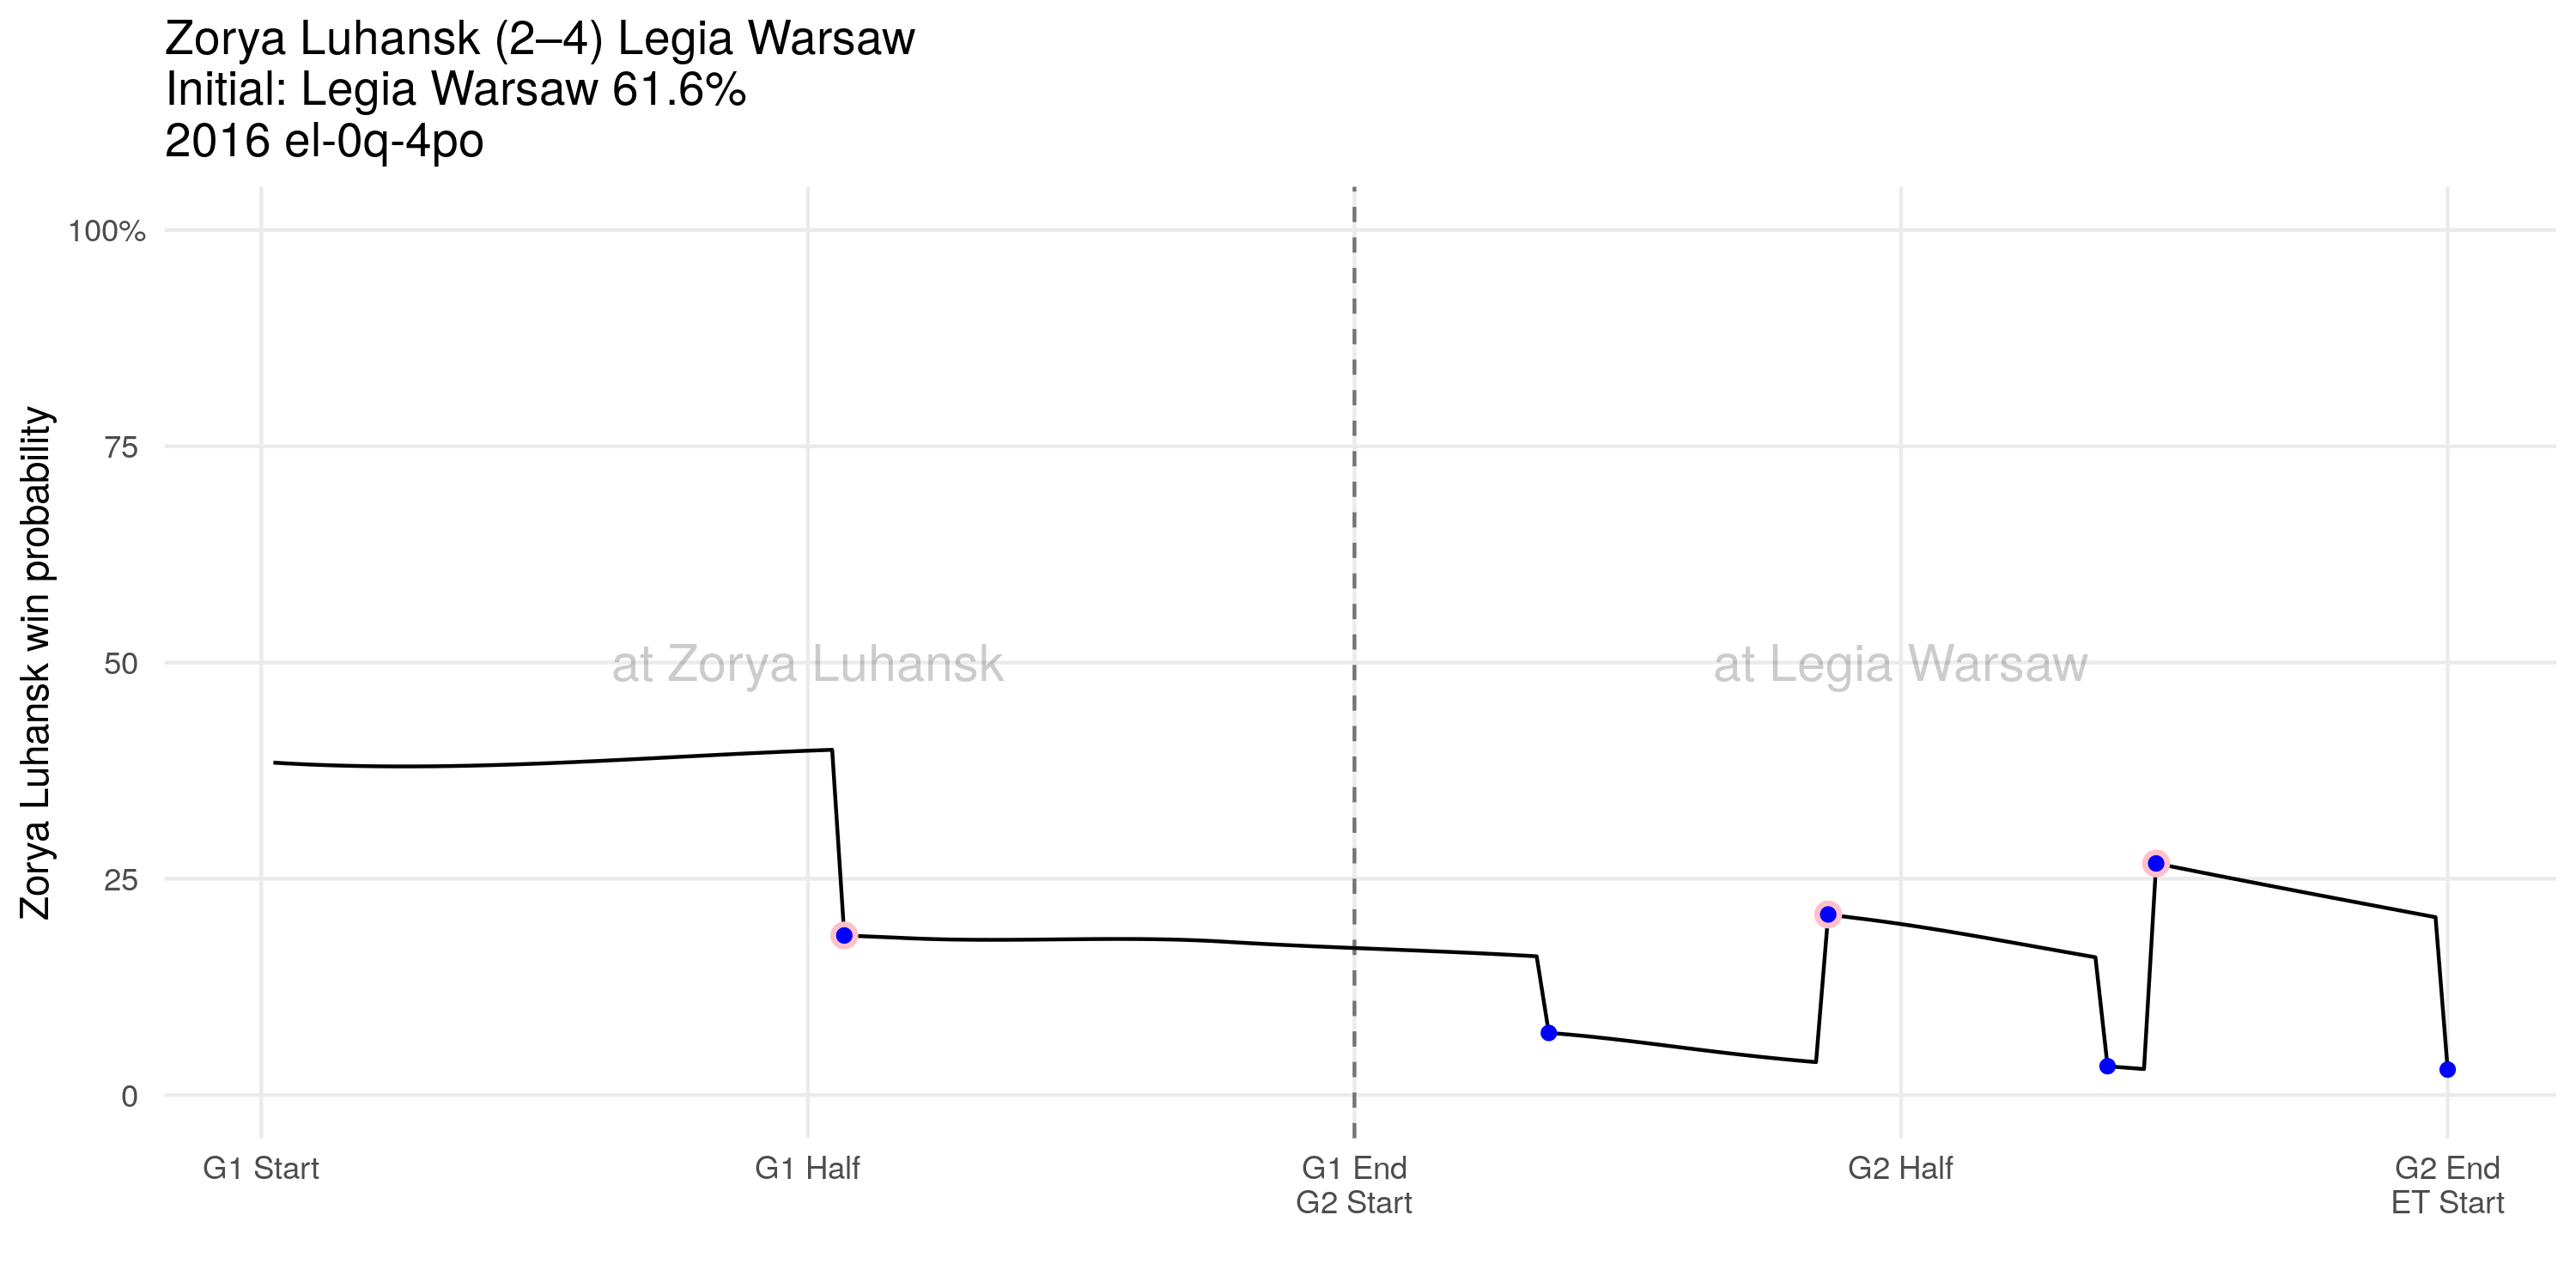 Zorya Luhansk (2–4) Legia Warsaw
Initial: Legia Warsaw 61.6%
2016 el-0q-4po
Zorya Luhansk win probability
100%
75
50
25
0
at Zorya Luhansk
at Legia Warsaw
G1 Start
G1 Half
G1 End
G2 Start
G2 Half
G2 End
ET Start